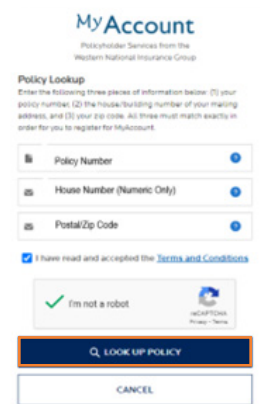 MyAccount
Policyholder Services from the
Western National Insurance Group
Policy Lookup
Enter the following three pieces of information below: (1) your
policy number, (2) the house/building number of your mailing
address, and (3) your zip code. All three must match exactly in
order for you to register for MyAccount.
Policy Number
House Number (Numeric Only)
Postal/Zip Code
I have read and accepted the Terms and Conditions
I'm not a robot
reCAPTCHA
Privacy - Terms
LOOK UP POLICY
CANCEL